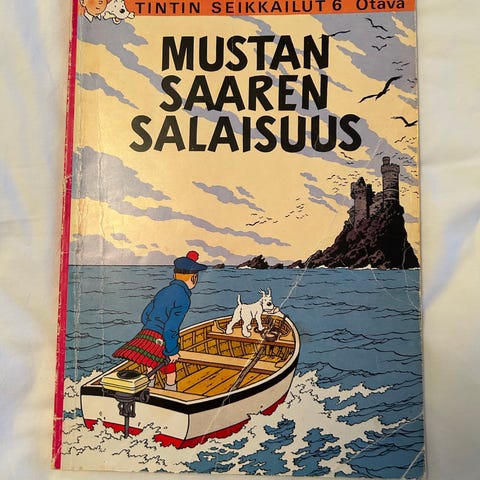 TINTIN SEIKKAILUT 6 Otava
MUSTAN
SAAREN
SALAISUUS